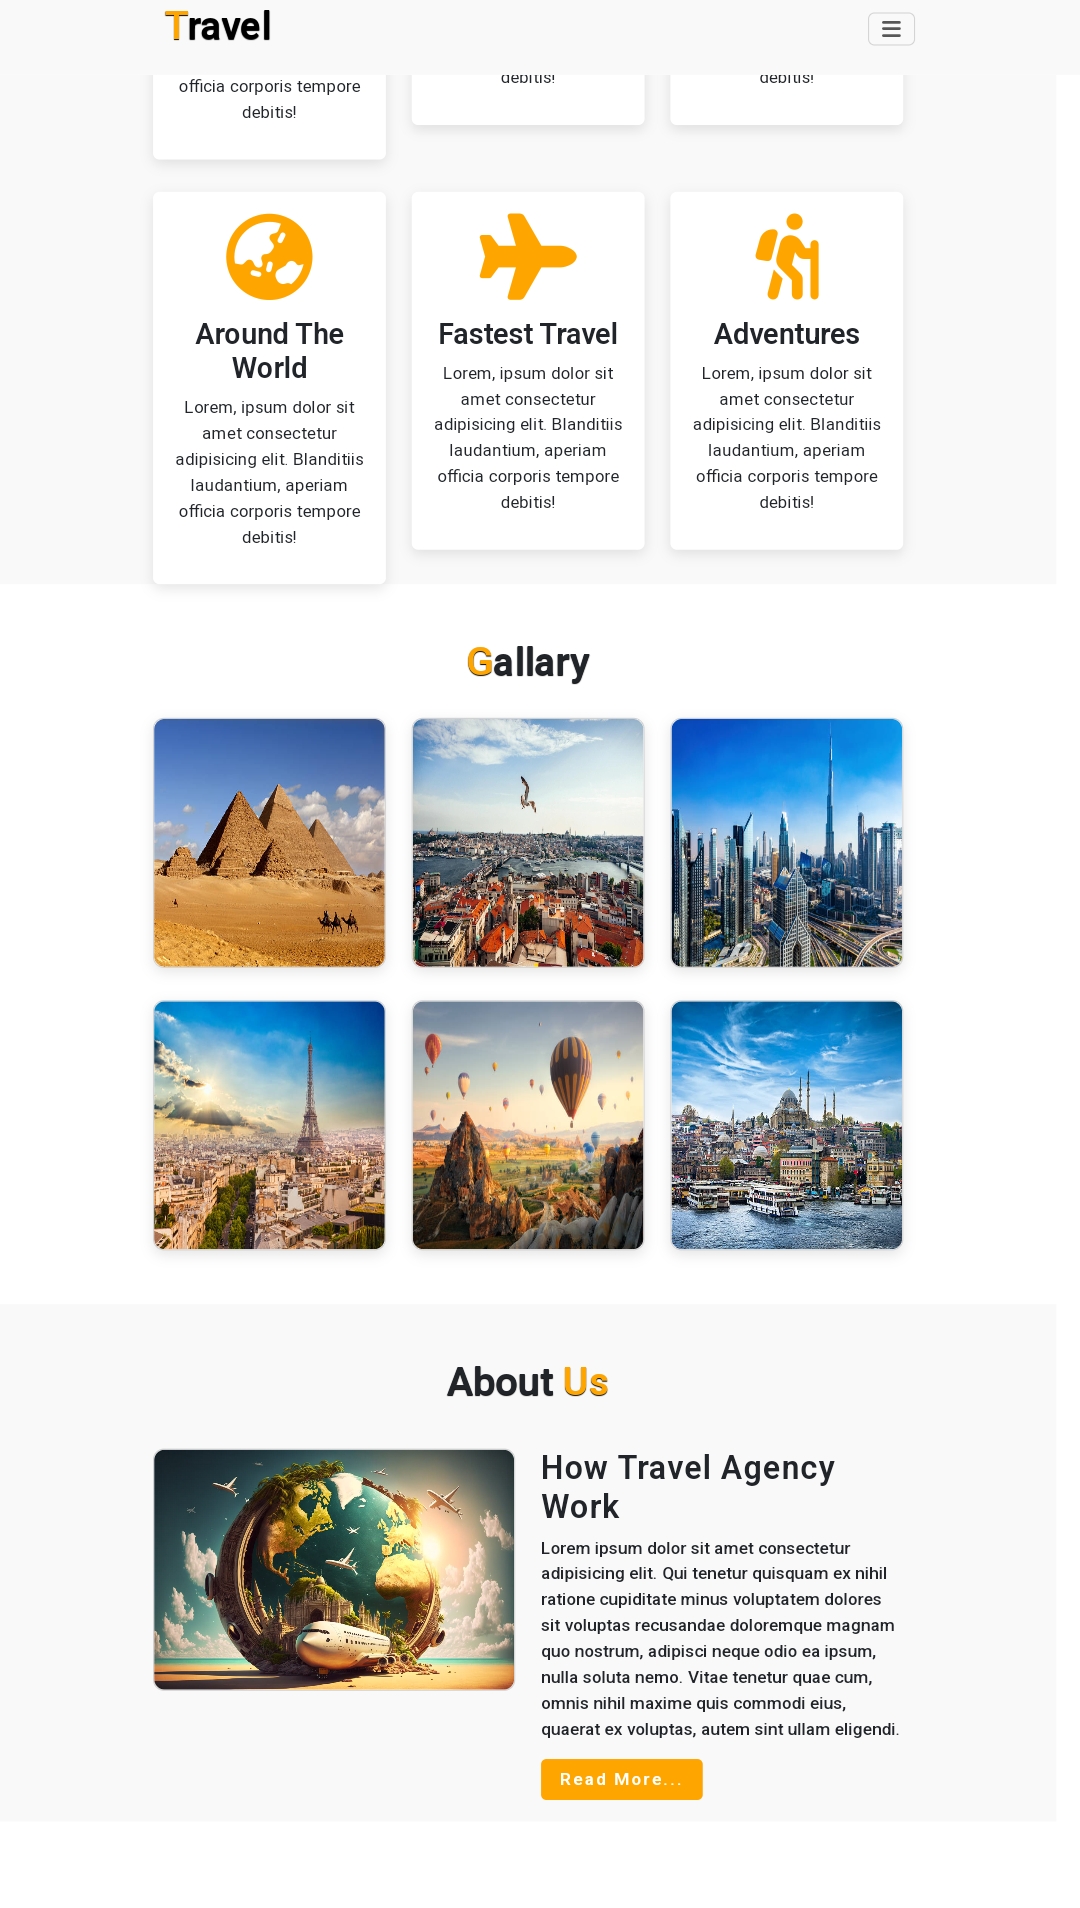 Travel
officia corporis tempore
debitis!
debitis!
debitis!
Around The
World
Lorem, ipsum dolor sit
amet consectetur
adipisicing elit. Blanditiis
laudantium, aperiam
officia corporis tempore
debitis!
Fastest Travel
Lorem, ipsum dolor sit
amet consectetur
adipisicing elit. Blanditiis
laudantium, aperiam
officia corporis tempore
debitis!
Adventures
Lorem, ipsum dolor sit
amet consectetur
adipisicing elit. Blanditiis
laudantium, aperiam
officia corporis tempore
debitis!
Gallary
About Us
How Travel Agency
Work
Lorem ipsum dolor sit amet consectetur
adipisicing elit. Qui tenetur quisquam ex nihil
ratione cupiditate minus voluptatem dolores
sit voluptas recusandae doloremque magnam
quo nostrum, adipisci neque odio ea ipsum,
nulla soluta nemo. Vitae tenetur quae cum,
omnis nihil maxime quis commodi eius,
quaerat ex voluptas, autem sint ullam eligendi.
Read More...